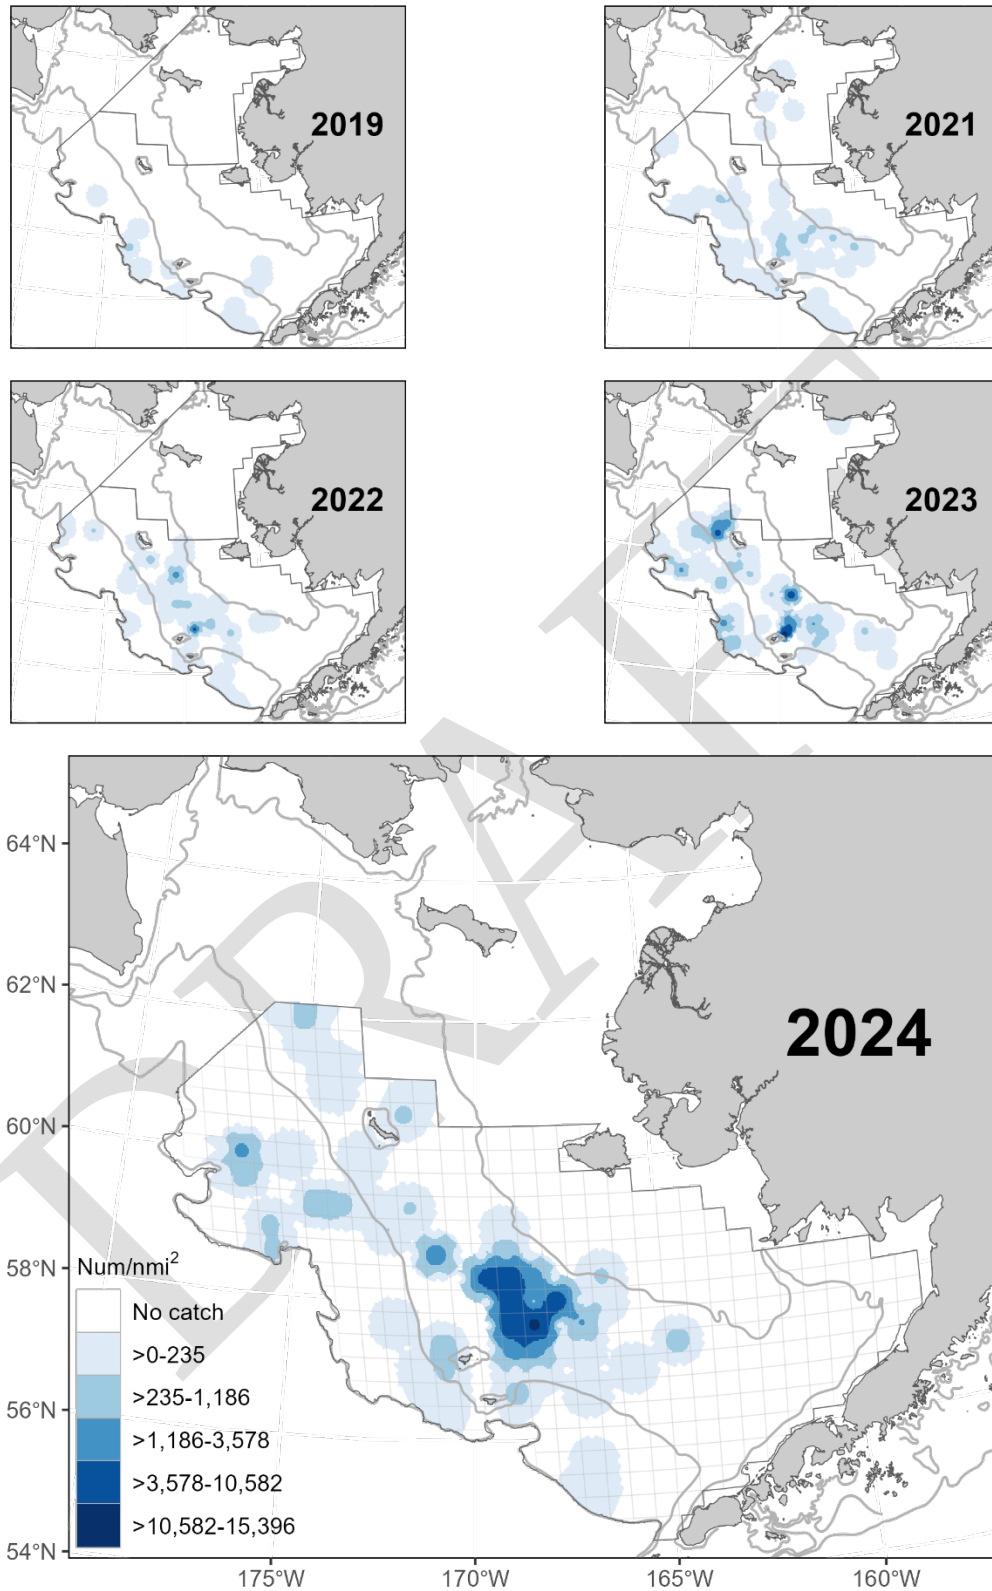 2019
2021
2022
2023
2024
64°N
62°N
60°N
58°N
56°N
54°N
Num/nmi²
No catch
>0-235
>235-1,186
>1,186-3,578
>3,578-10,582
>10,582-15,396
175°W
170°W
165°W
160°W
DRAFT